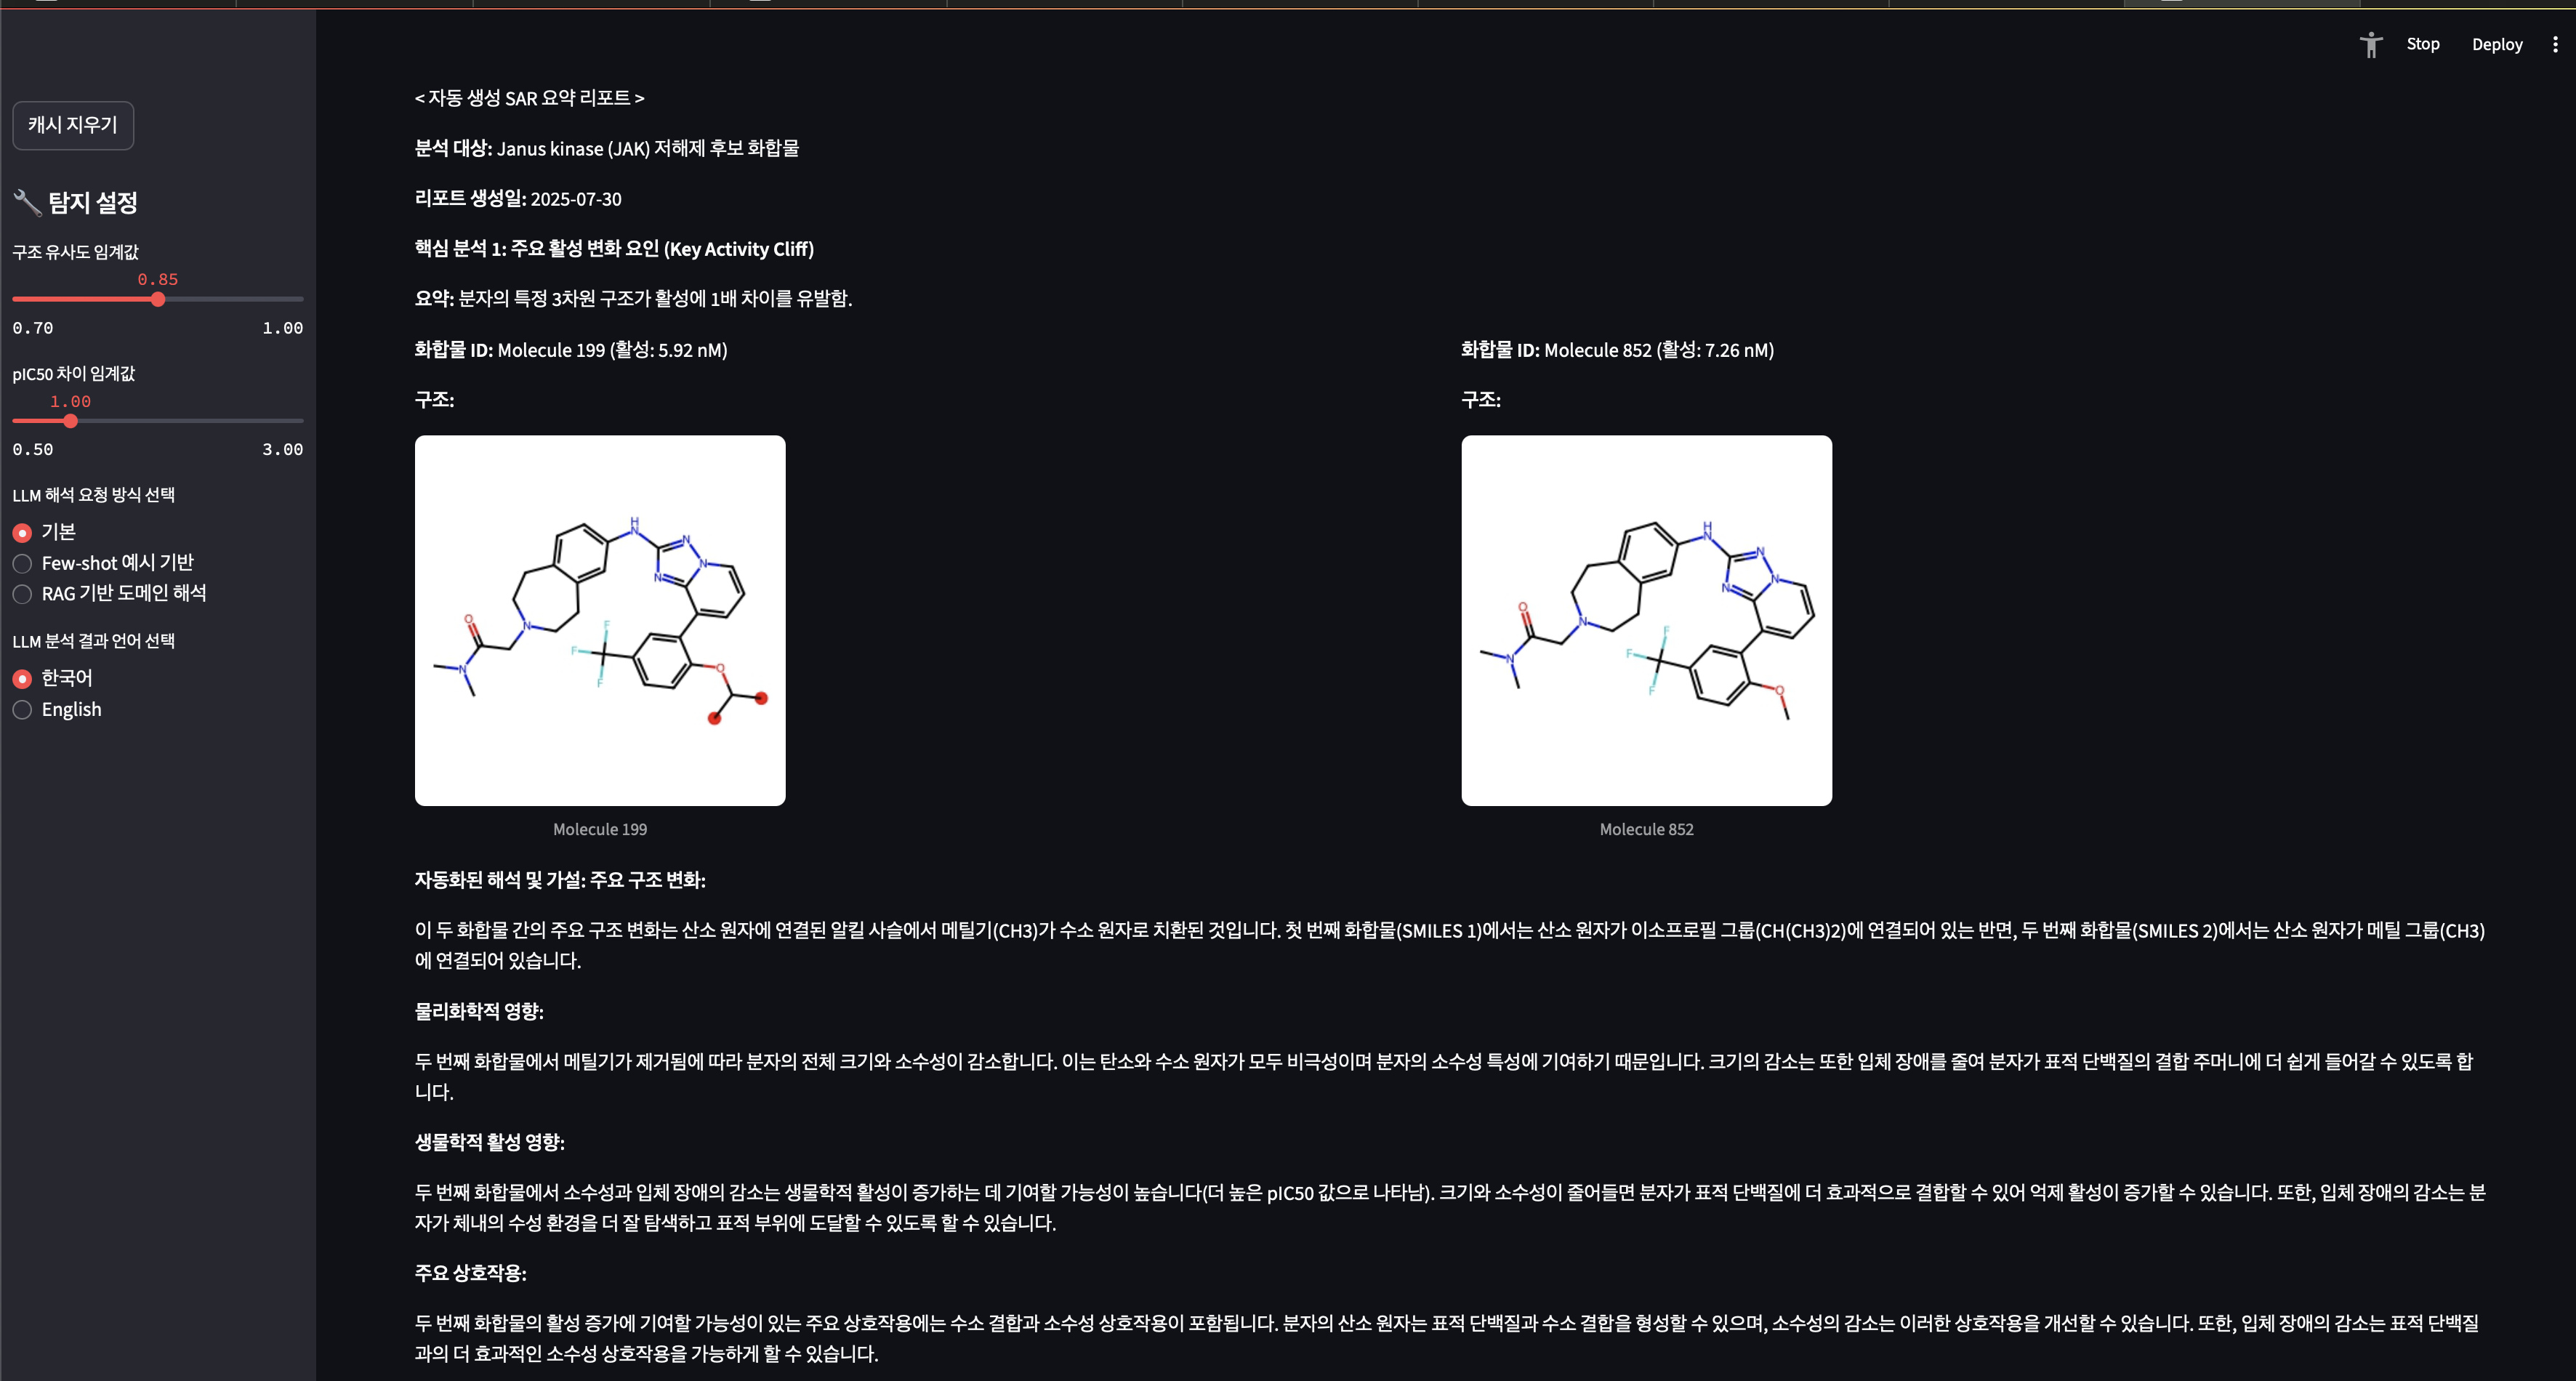 Stop
Deploy
캐시 지우기
탐지 설정
구조 유사도 임계값
0.85
0.70
1.00
pIC50 차이 임계값
1.00
0.50
3.00
LLM 해석 요청 방식 선택
기본
Few-shot 예시 기반
RAG 기반 도메인 해석
LLM 분석 결과 언어 선택
한국어
English
< 자동 생성 SAR 요약 리포트 >
분석 대상: Janus kinase (JAK) 저해제 후보 화합물
리포트 생성일: 2025-07-30
핵심 분석 1: 주요 활성 변화 요인 (Key Activity Cliff)
요약: 분자의 특정 3차원 구조가 활성에 1배 차이를 유발함.
화합물 ID: Molecule 199 (활성: 5.92 nM)
구조:
H
N
N
N
N
N
O
N
F
F
F
O
Molecule 199
화합물 ID: Molecule 852 (활성: 7.26 nM)
구조:
H
N
N
N
N
O
N
N
F
F
F
O
Molecule 852
자동화된 해석 및 가설: 주요 구조 변화:
이 두 화합물 간의 주요 구조 변화는 산소 원자에 연결된 알킬 사슬에서 메틸기(CH3)가 수소 원자로 치환된 것입니다. 첫 번째 화합물(SMILES 1)에서는 산소 원자가 이소프로필 그룹(CH(CH3)2)에 연결되어 있는 반면, 두 번째 화합물(SMILES 2)에서는 산소 원자가 메틸 그룹(CH3)
에 연결되어 있습니다.
물리화학적 영향:
두 번째 화합물에서 메틸기가 제거됨에 따라 분자의 전체 크기와 소수성이 감소합니다. 이는 탄소와 수소 원자가 모두 비극성이며 분자의 소수성 특성에 기여하기 때문입니다. 크기의 감소는 또한 입체 장애를 줄여 분자가 표적 단백질의 결합 주머니에 더 쉽게 들어갈 수 있도록 합
니다.
생물학적 활성 영향:
두 번째 화합물에서 소수성과 입체 장애의 감소는 생물학적 활성이 증가하는 데 기여할 가능성이 높습니다(더 높은 pIC50 값으로 나타남). 크기와 소수성이 줄어들면 분자가 표적 단백질에 더 효과적으로 결합할 수 있어 억제 활성이 증가할 수 있습니다. 또한, 입체 장애의 감소는 분
자가 체내의 수성 환경을 더 잘 탐색하고 표적 부위에 도달할 수 있도록 할 수 있습니다.
주요 상호작용:
두 번째 화합물의 활성 증가에 기여할 가능성이 있는 주요 상호작용에는 수소 결합과 소수성 상호작용이 포함됩니다. 분자의 산소 원자는 표적 단백질과 수소 결합을 형성할 수 있으며, 소수성의 감소는 이러한 상호작용을 개선할 수 있습니다. 또한, 입체 장애의 감소는 표적 단백질
과의 더 효과적인 소수성 상호작용을 가능하게 할 수 있습니다.